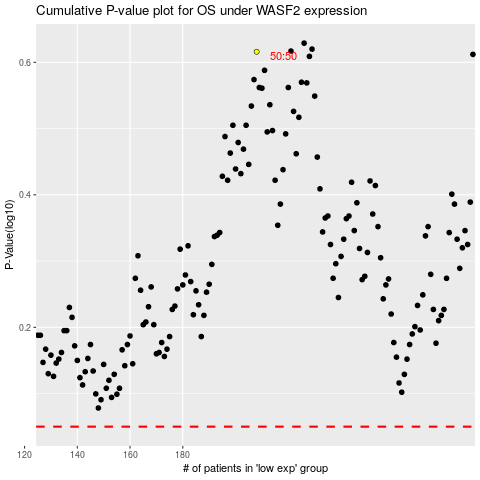 Cumulative P-value plot for OS under WASF2 expression
50:50
0.6
0.4
0.2
P-Value(log10)
120
140
160
180
# of patients in 'low exp' group